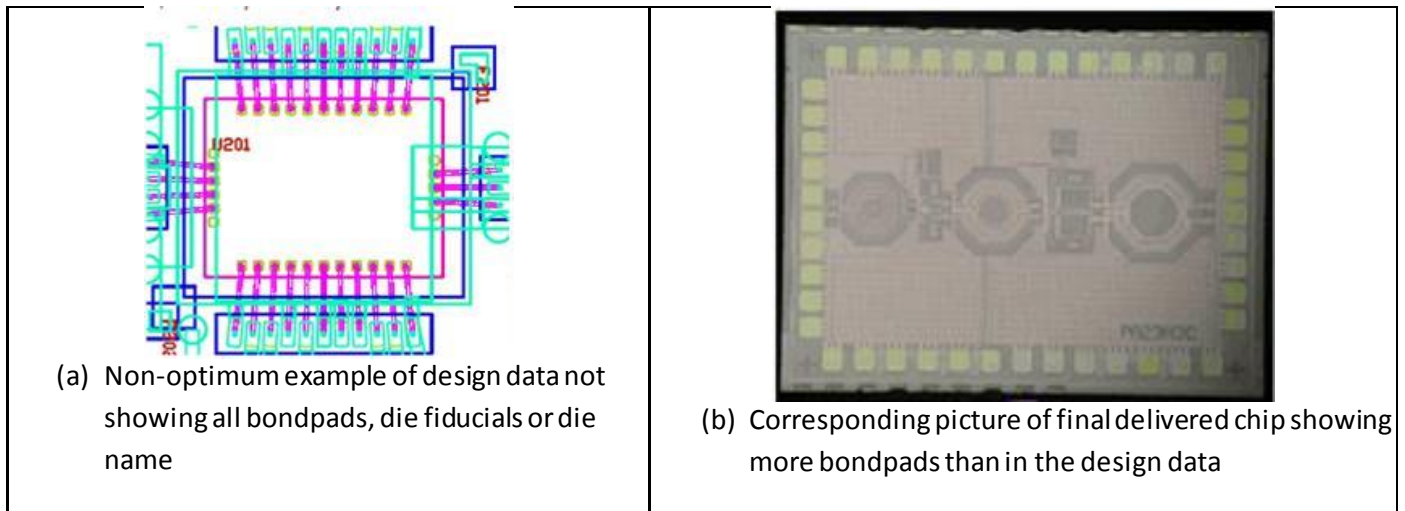 U201
TOP
(a) Non-optimum example of design data not
showing all bondpads, die fiducials or die
name
(b) Corresponding picture of final delivered chip showing
more bondpads than in the design data